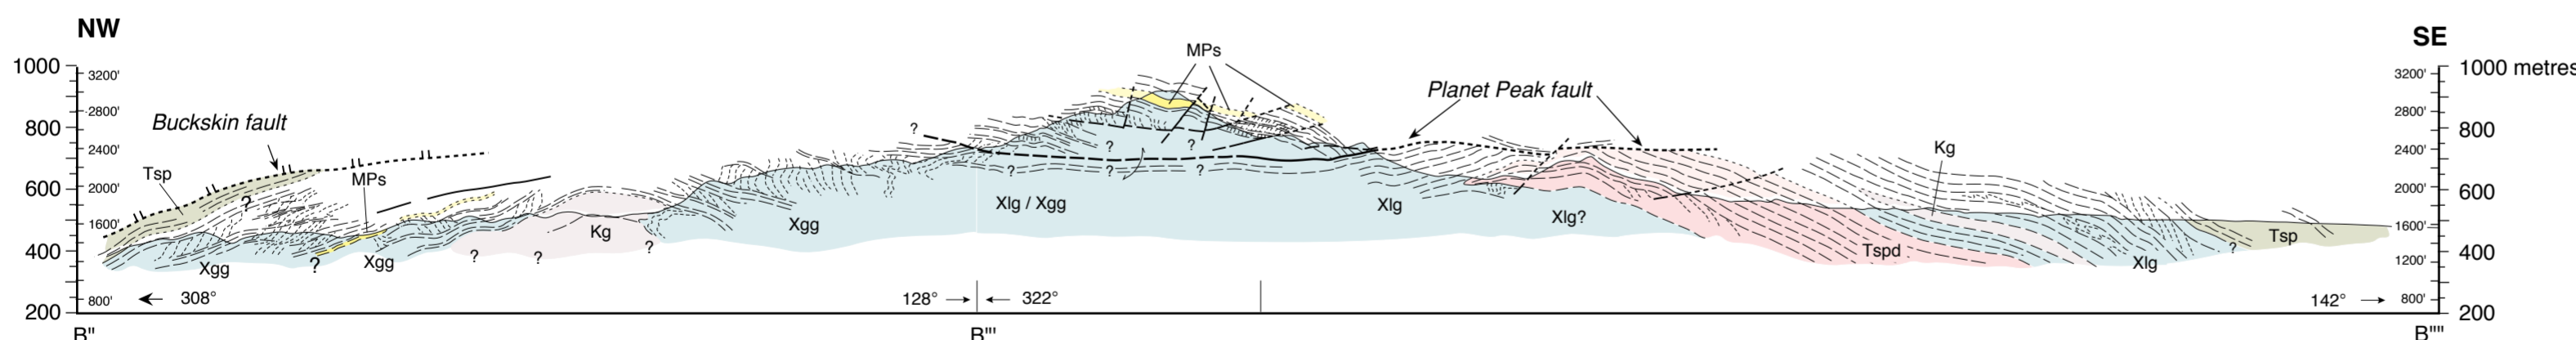 NW
SE
MPs
1000
3200'
3200'
1000 metres
Planet Peak fault
2800'
2800'
Buckskin fault
800
?
800
2400'
?
?
2400'
Kg
Tsp
MPs
? ? ?
600
2000'
2000'
600
?
Xlg / Xgg
Xlg
Xlg?
1600'
Xgg
1600'
Kg
Tsp
400
? ? ?
?
Tspd
400
Xgg
?
Xgg
Xlg
1200'
800'
308°
128°
322°
142°
800'
200
200
B"
B"'
B""